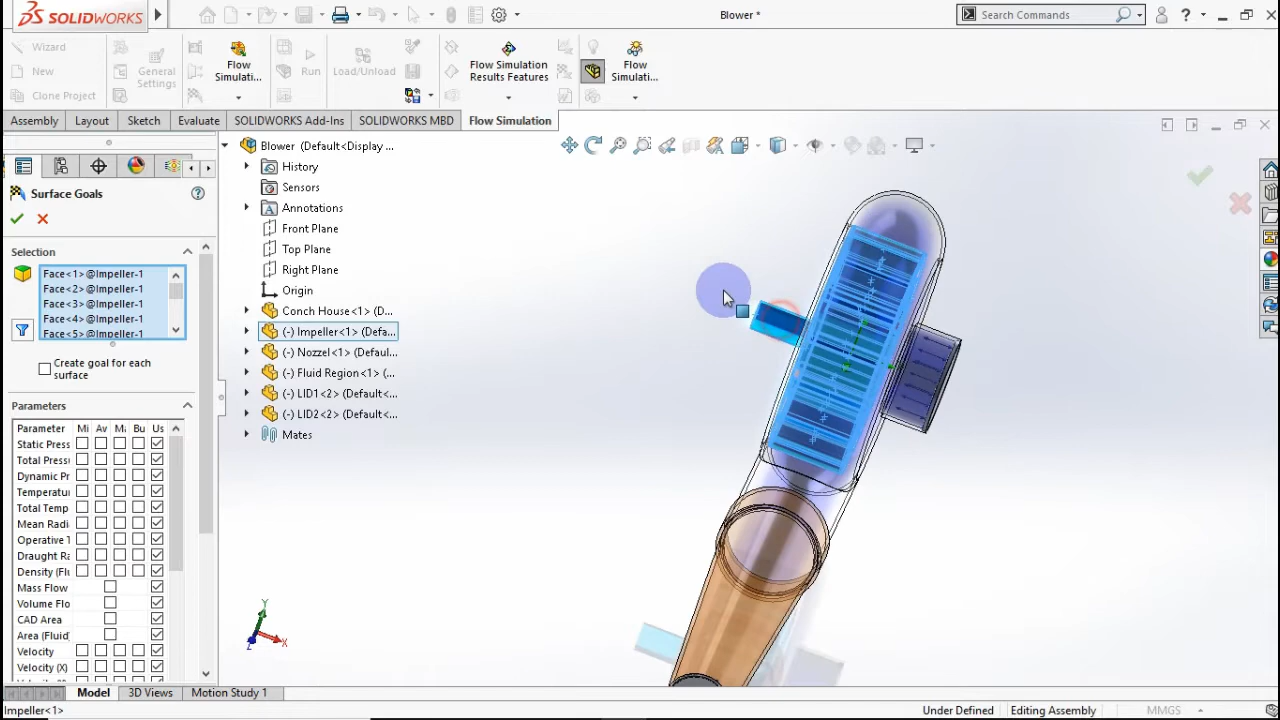 SOLIDWORKS
Blower *
Search Commands
Wizard
New
Clone Project
General
Settings
Flow
Simulati...
Run
Load/Unload
Flow Simulation
Results Features
Flow
Simulati...
Assembly
Layout
Sketch
Evaluate
SOLIDWORKS Add-Ins
SOLIDWORKS MBD
Flow Simulation
Surface Goals
Selection
Face<1>@Impeller-1
Face<2>@Impeller-1
Face<3>@Impeller-1
Face<4>@Impeller-1
Face<5>@Impeller-1
Create goal for each
surface
Parameters
Parameter Mi Av Ma Bu Us
Static Press
Total Pressu
Dynamic Pr
Temperatur
Total Temp
Mean Radia
Operative T
Draught Ra
Density (Flu
Mass Flow
Volume Flo
CAD Area
Area (Fluid)
Velocity
Velocity (X)
Blower (Default<Display ...
History
Sensors
Annotations
Front Plane
Top Plane
Right Plane
Origin
Conch House<1> (D...
(-) Impeller<1> (Defa...
(-) Nozzel<1> (Defaul...
(-) Fluid Region<1> (...
(-) LID1<2> (Default<...
(-) LID2<2> (Default<...
Mates
Y
X
Z
Model
3D Views
Motion Study 1
Impeller<1>
Under Defined
Editing Assembly
MMGS